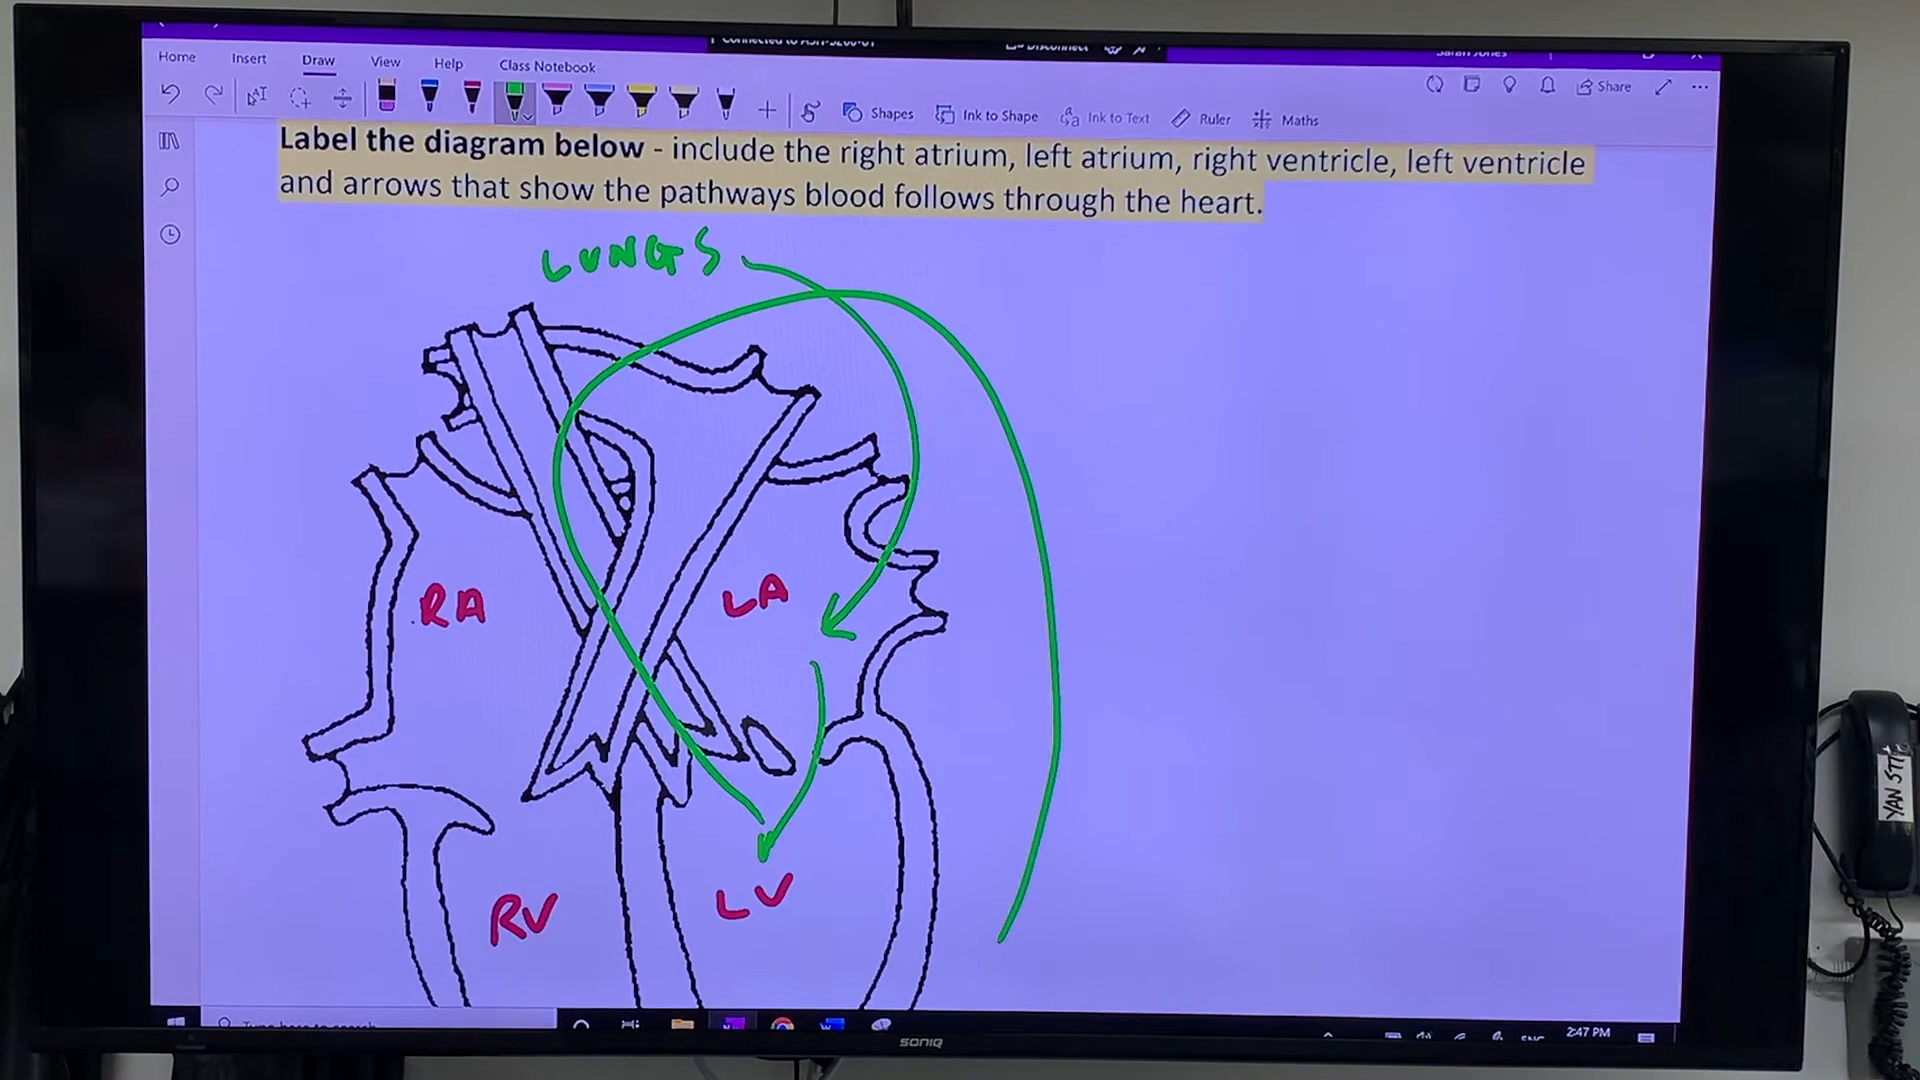 Home Insert Draw View Help Class Notebook
Share
Shapes Ink to Shape Ink to Text Ruler Maths
Label the diagram below - include the right atrium, left atrium, right ventricle, left ventricle
and arrows that show the pathways blood follows through the heart.
LUNGS
RA
LA
RV
LV
2:47 PM
SONIQ